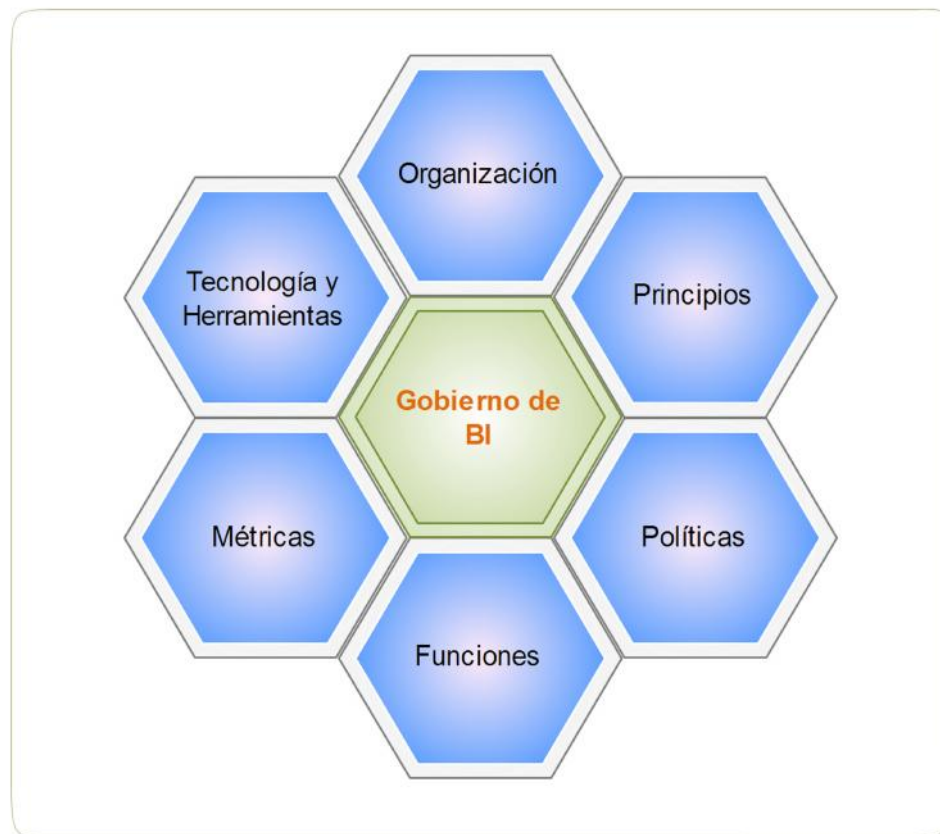 Organización
Tecnología y
Herramientas
Principios
Gobierno de
BI
Métricas
Políticas
Funciones